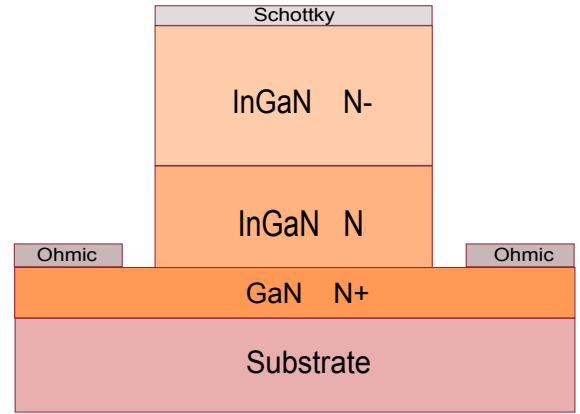 Schottky
InGaN N-
InGaN N
Ohmic Ohmic
GaN N+
Substrate